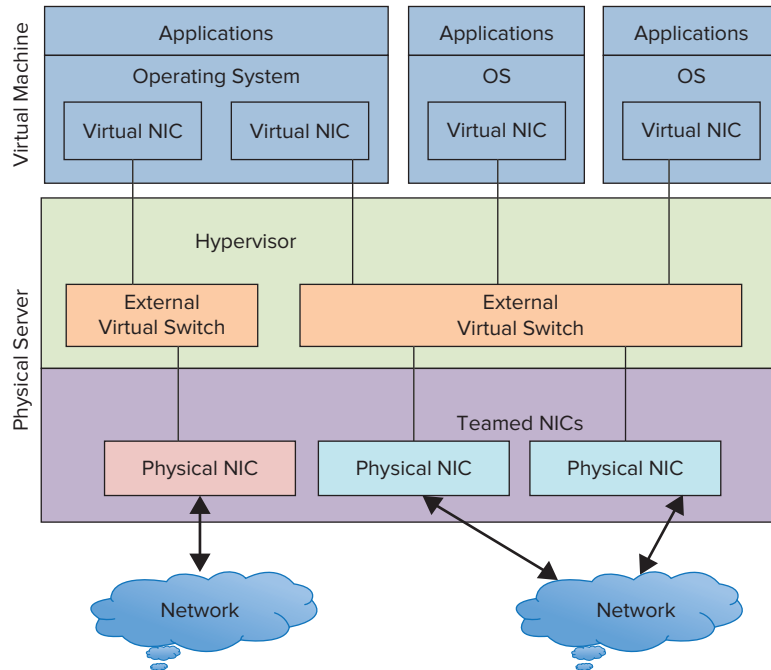 Virtual Machine
Applications
Applications
Applications
Operating System
OS
OS
Virtual NIC
Virtual NIC
Virtual NIC
Virtual NIC
Physical Server
Hypervisor
External
Virtual Switch
External
Virtual Switch
Teamed NICs
Physical NIC
Physical NIC
Physical NIC
Network
Network